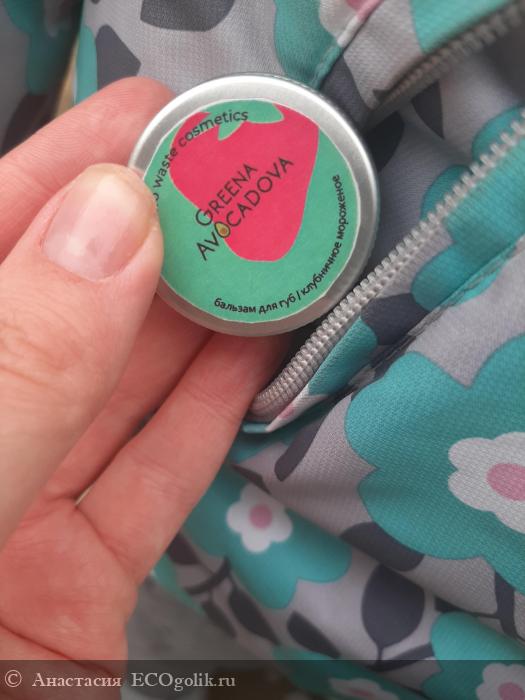 waste cosmetics
GREENA
AVOCADOVA
бальзам для губ / клубничное мороженое
© Анастасия ECOgolik.ru